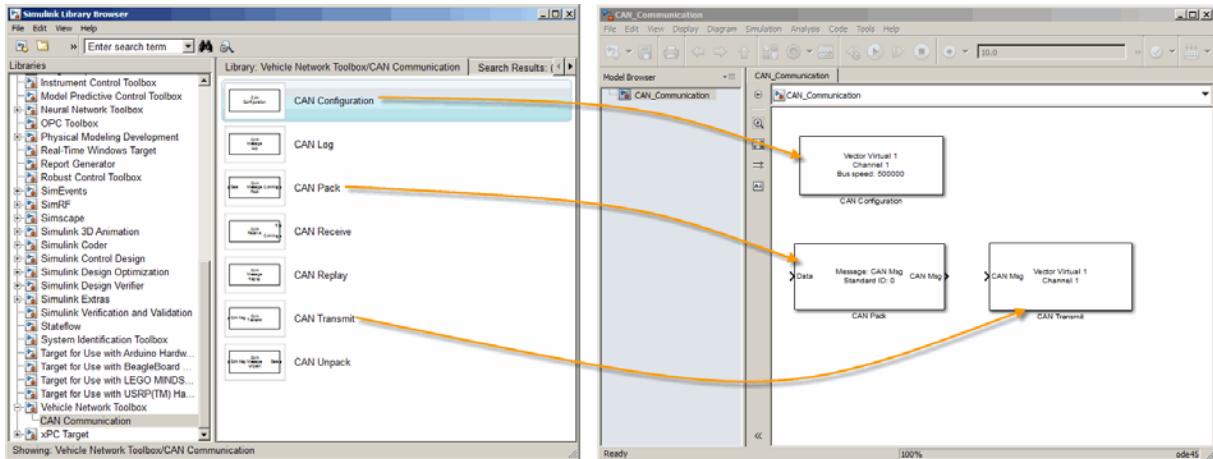 Simulink Library Browser
File Edit View Help
» Enter search term
Libraries
Instrument Control Toolbox
Model Predictive Control Toolbox
Neural Network Toolbox
OPC Toolbox
Physical Modeling Development
Real-Time Windows Target
Report Generator
Robust Control Toolbox
SimEvents
SimRF
Simscape
Simulink 3D Animation
Simulink Coder
Simulink Control Design
Simulink Design Optimization
Simulink Design Verifier
Simulink Extras
Simulink Verification and Validation
Stateflow
System Identification Toolbox
Target for Use with Arduino Hardw...
Target for Use with BeagleBoard ...
Target for Use with LEGO MINDS...
Target for Use with USRP(TM) Ha...
Vehicle Network Toolbox
CAN Communication
xPC Target
Library: Vehicle Network Toolbox/CAN Communication
Search Results: (
CAN Configuration
CAN Log
CAN Pack
CAN Receive
CAN Replay
CAN Transmit
CAN Unpack
Showing: Vehicle Network Toolbox/CAN Communication
CAN_Communication
File Edit View Display Diagram Simulation Analysis Code Tools Help
10.0
Model Browser
CAN_Communication
CAN_Communication
CAN_Communication
Vector Virtual 1
Channel 1
Bus speed: 500000
CAN Configuration
Data
Message: CAN Msg
Standard ID: 0
CAN Msg
CAN Pack
CAN Msg
Vector Virtual 1
Channel 1
CAN Transmit
Ready
100%
ode45